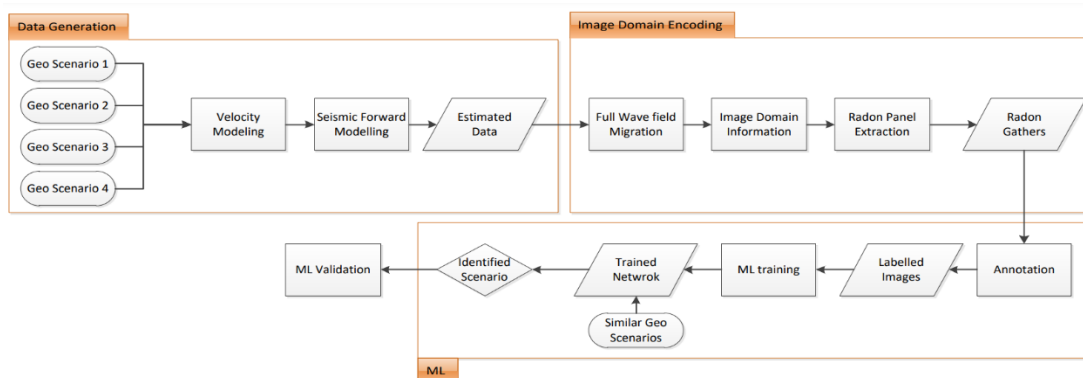 Data Generation
Image Domain Encoding
Geo Scenario 1
Geo Scenario 2
Geo Scenario 3
Geo Scenario 4
Velocity
Modeling
Seismic Forward
Modelling
Estimated
Data
Full Wave field
Migration
Image Domain
Information
Radon Panel
Extraction
Radon
Gathers
ML Validation
Identified
Scenario
Trained
Netwrok
ML training
Labelled
Images
Annotation
Similar Geo
Scenarios
ML